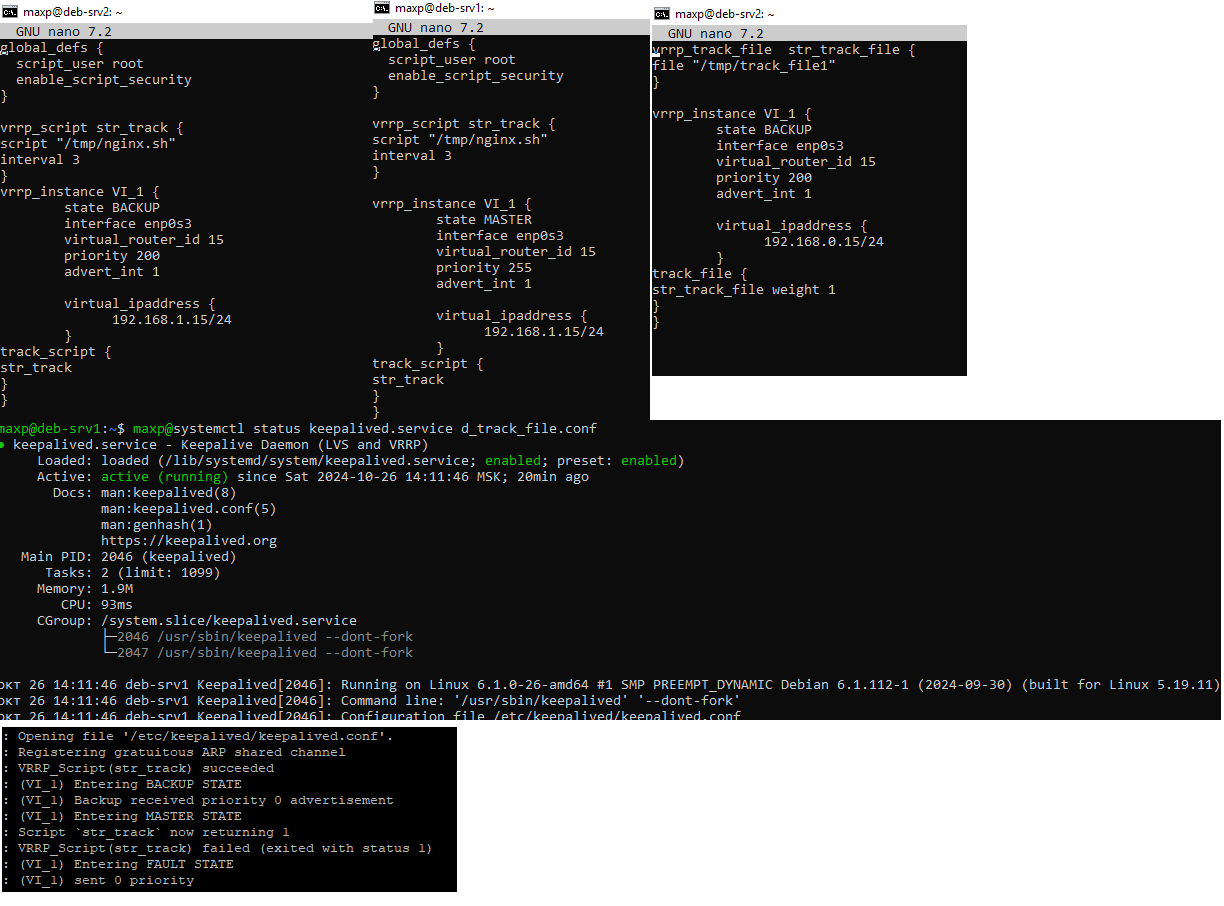 maxp@deb-srv2: ~
GNU nano 7.2
global_defs {
script_user root
enable_script_security
}
vrrp_script str_track {
script "/tmp/nginx.sh"
interval 3
}
vrrp_instance VI_1 {
state BACKUP
interface enp0s3
virtual_router_id 15
priority 200
advert_int 1
virtual_ipaddress {
192.168.1.15/24
}
track_script {
str_track
}
}
maxp@deb-srv1: ~
GNU nano 7.2
global_defs {
script_user root
enable_script_security
}
vrrp_script str_track {
script "/tmp/nginx.sh"
interval 3
}
vrrp_instance VI_1 {
state MASTER
interface enp0s3
virtual_router_id 15
priority 255
advert_int 1
virtual_ipaddress {
192.168.1.15/24
}
track_script {
str_track
}
}
maxp@deb-srv2: ~
GNU nano 7.2
vrrp_track_file  str_track_file {
file "/tmp/track_file1"
}
vrrp_instance VI_1 {
state BACKUP
interface enp0s3
virtual_router_id 15
priority 200
advert_int 1
virtual_ipaddress {
192.168.0.15/24
}
track_file {
str_track_file weight 1
}
}
maxp@deb-srv1:~$ maxp@systemctl status keepalived.service d_track_file.conf
● keepalived.service - Keepalive Daemon (LVS and VRRP)
Loaded: loaded (/lib/systemd/system/keepalived.service; enabled; preset: enabled)
Active: active (running) since Sat 2024-10-26 14:11:46 MSK; 20min ago
Docs: man:keepalived(8)
man:keepalived.conf(5)
man:genhash(1)
https://keepalived.org
Main PID: 2046 (keepalived)
Tasks: 2 (limit: 1099)
Memory: 1.9M
CPU: 93ms
CGroup: /system.slice/keepalived.service
├─2046 /usr/sbin/keepalived --dont-fork
└─2047 /usr/sbin/keepalived --dont-fork
окт 26 14:11:46 deb-srv1 Keepalived[2046]: Running on Linux 6.1.0-26-amd64 #1 SMP PREEMPT_DYNAMIC Debian 6.1.112-1 (2024-09-30) (built for Linux 5.19.11)
окт 26 14:11:46 deb-srv1 Keepalived[2046]: Command line: '/usr/sbin/keepalived' '--dont-fork'
окт 26 14:11:46 deb-srv1 Keepalived[2046]: Configuration file /etc/keepalived/keepalived.conf
: Opening file '/etc/keepalived/keepalived.conf'.
: Registering gratuitous ARP shared channel
: VRRP_Script(str_track) succeeded
: (VI_1) Entering BACKUP STATE
: (VI_1) Backup received priority 0 advertisement
: (VI_1) Entering MASTER STATE
: Script `str_track` now returning 1
: VRRP_Script(str_track) failed (exited with status 1)
: (VI_1) Entering FAULT STATE
: (VI_1) sent 0 priority